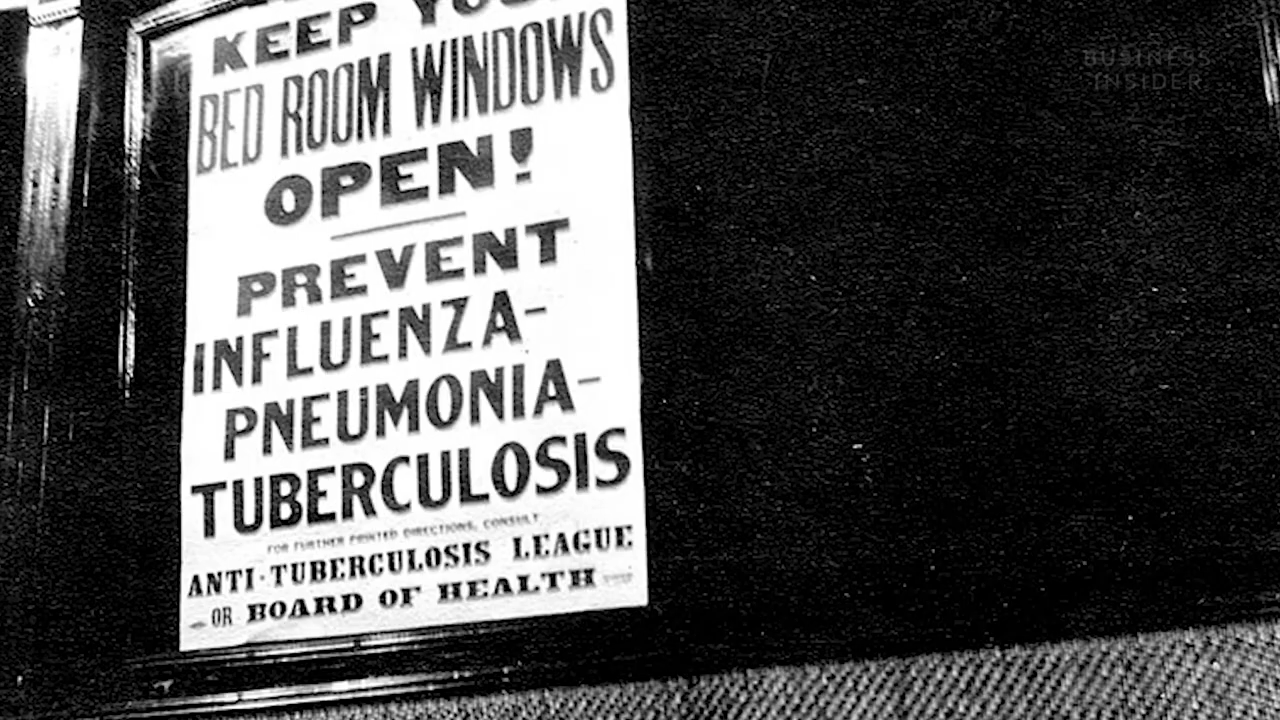 KEEP YOU
BED ROOM WINDOWS
OPEN!
PREVENT
INFLUENZA-
PNEUMONIA-
TUBERCULOSIS
FOR FURTHER PRINTED DIRECTIONS, CONSULT
ANTI-TUBERCULOSIS LEAGUE
OR BOARD OF HEALTH
BUSINESS
INSIDER